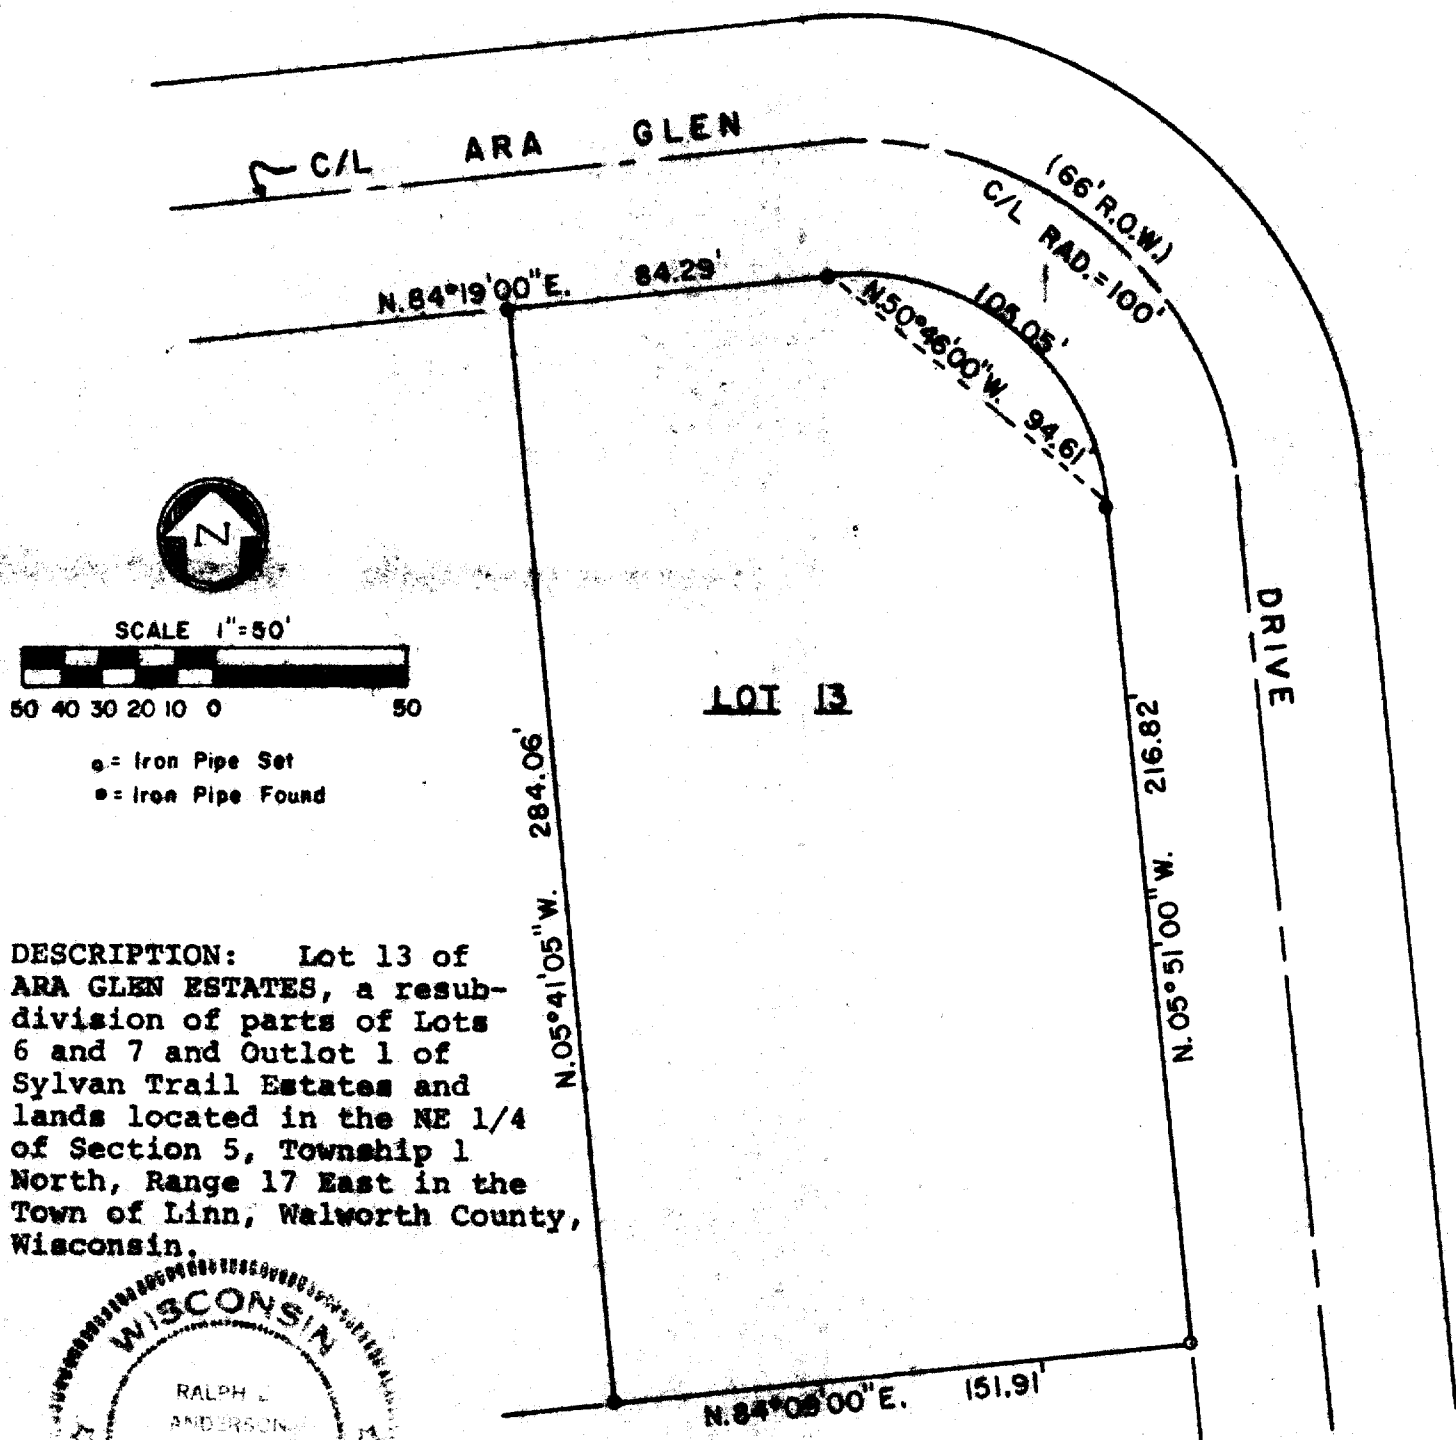 C/L ARA GLEN
(66' R.O.W.)
C/L RAD.=100'
N.84°19'00"E. 84.29'
105.05'
N.50°46'00"W. 94.61'
N
SCALE 1"=50'
50 40 30 20 10 0 50
o = Iron Pipe Set
● = Iron Pipe Found
DRIVE
LOT 13
216.82'
N.05°51'00"W.
284.06'
N.05°41'05"W.
DESCRIPTION: Lot 13 of
ARA GLEN ESTATES, a resub-
division of parts of Lots
6 and 7 and Outlot 1 of
Sylvan Trail Estates and
lands located in the NE 1/4
of Section 5, Township 1
North, Range 17 East in the
Town of Linn, Walworth County,
Wisconsin.
N.84°09'00"E. 151.91'
WISCONSIN
RALPH L
ANDERSON